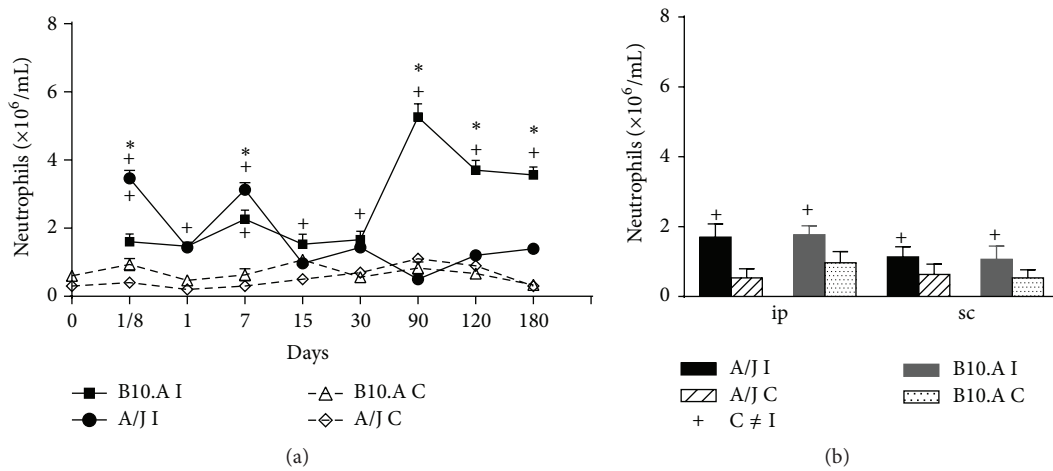 Neutrophils (×10⁶/mL)
8
6
4
2
0
* + + + * + + + + * + * + * +
0 1/8 1 7 15 30 90 120 180
Days
B10.A I
B10.A C
A/J I
A/J C
(a)
Neutrophils (×10⁶/mL)
8
6
4
2
0
+ + + +
ip sc
A/J I
B10.A I
A/J C
B10.A C
+ C ≠ I
(b)